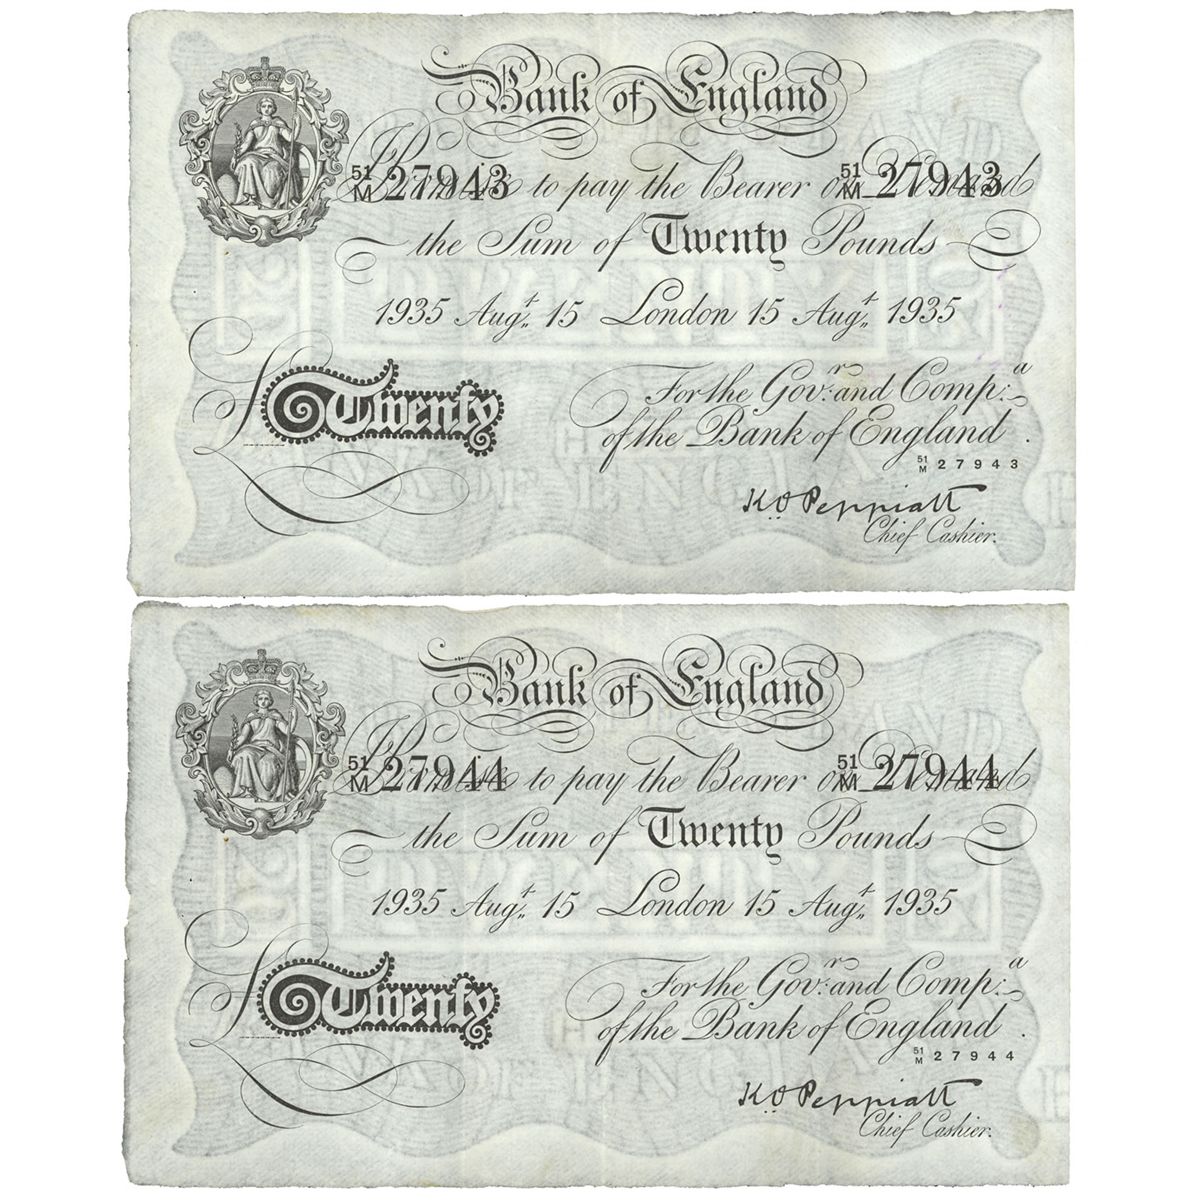 Bank of England
I Promise to pay the Bearer on Demand
51/M 27943 51/M 27943
the Sum of Twenty Pounds
1935 Augt 15 London 15 Augt 1935
For the Govr. and Compa.
£ Twenty
of the Bank of England.
51/M 27943
K O Peppiatt
Chief Cashier.
Bank of England
I Promise to pay the Bearer on Demand
51/M 27944 51/M 27944
the Sum of Twenty Pounds
1935 Augt 15 London 15 Augt 1935
For the Govr. and Compa.
£ Twenty
of the Bank of England.
51/M 27944
K O Peppiatt
Chief Cashier.